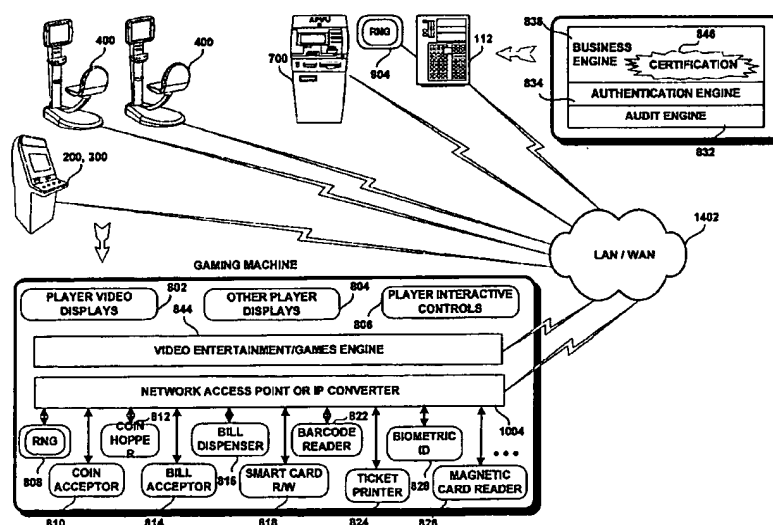 400
400
APVU
700
RNG
804
112
838
846
BUSINESS
ENGINE
CERTIFICATION
834
AUTHENTICATION ENGINE
AUDIT ENGINE
832
200, 300
1402
LAN / WAN
GAMING MACHINE
PLAYER VIDEO
DISPLAYS
802
OTHER PLAYER
DISPLAYS
804
PLAYER INTERACTIVE
CONTROLS
806
844
VIDEO ENTERTAINMENT/GAMES ENGINE
NETWORK ACCESS POINT OR IP CONVERTER
1004
RNG
808
COIN
HOPPE
R
812
BILL
DISPENSER
816
BARCODE
READER
822
BIOMETRIC
ID
829
COIN
ACCEPTOR
810
BILL
ACCEPTOR
814
SMART CARD
R/W
818
TICKET
PRINTER
824
MAGNETIC
CARD READER
826